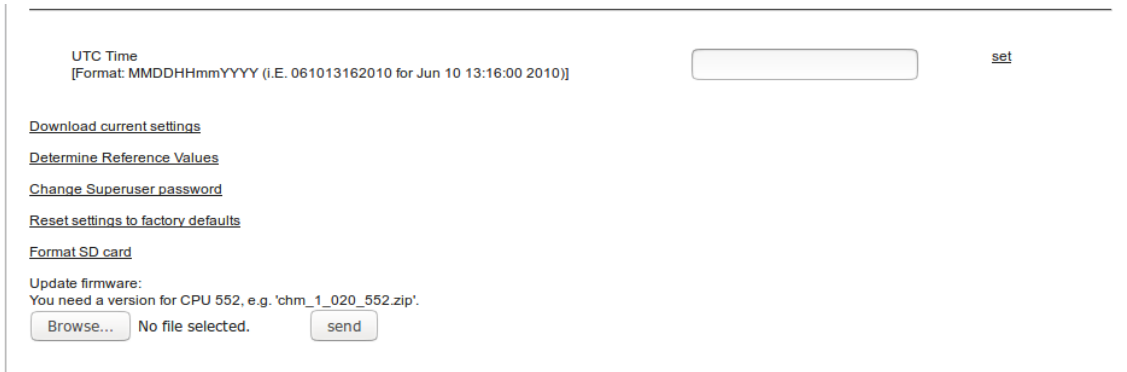 UTC Time
[Format: MMDDHHmmYYYY (i.E. 061013162010 for Jun 10 13:16:00 2010)]
set
Download current settings
Determine Reference Values
Change Superuser password
Reset settings to factory defaults
Format SD card
Update firmware:
You need a version for CPU 552, e.g. 'chm_1_020_552.zip'.
Browse... No file selected. send